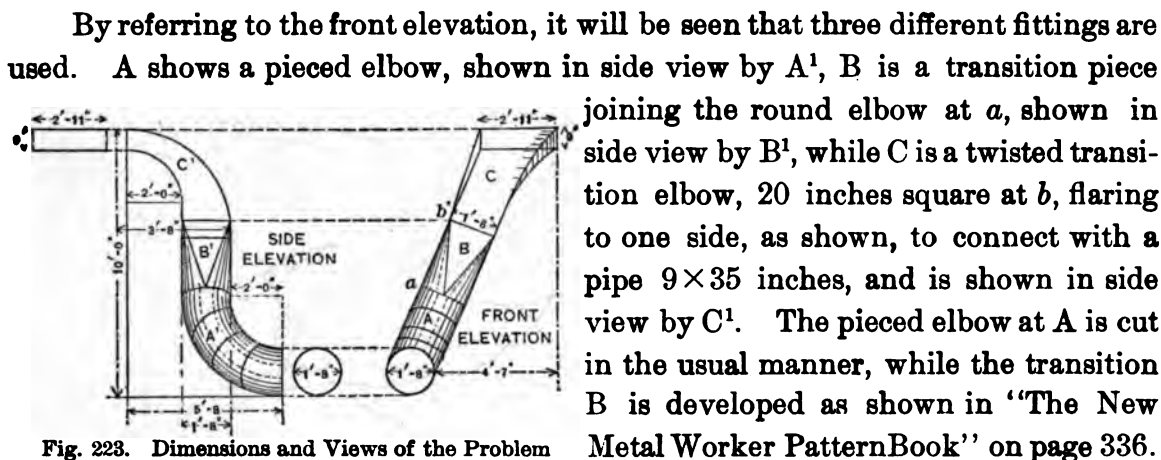 By referring to the front elevation, it will be seen that three different fittings are
used. A shows a pieced elbow, shown in side view by A¹, B is a transition piece
joining the round elbow at a, shown in
side view by B¹, while C is a twisted transi-
tion elbow, 20 inches square at b, flaring
to one side, as shown, to connect with a
pipe 9×35 inches, and is shown in side
view by C¹. The pieced elbow at A is cut
in the usual manner, while the transition
B is developed as shown in “The New
Metal Worker PatternBook” on page 336.
2'-11"
2'-11"
9"
C'
C
2'-0"
3'-8"
b
1'-8"
10'-0"
B'
SIDE
ELEVATION
B
2'-0"
a
A'
A
FRONT
ELEVATION
1'-8"
1'-8"
4'-7"
5'-8"
1'-8"
Fig. 223. Dimensions and Views of the Problem